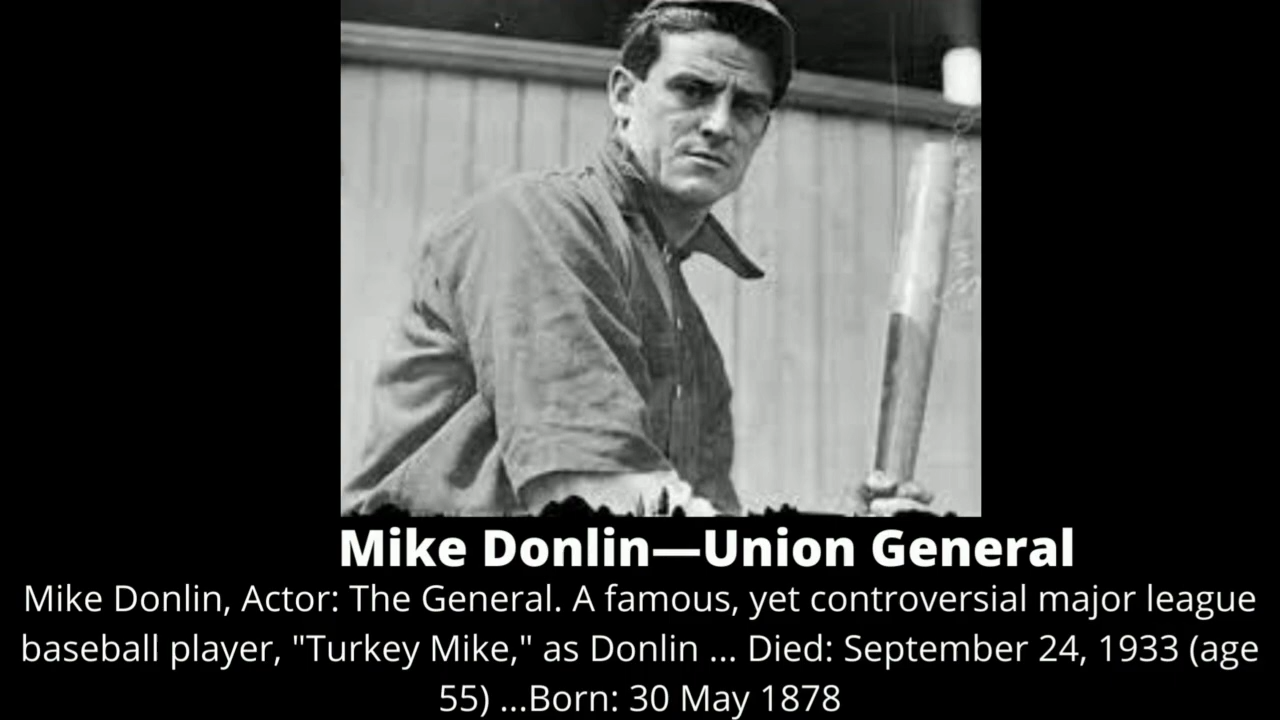 Mike Donlin—Union General
Mike Donlin, Actor: The General. A famous, yet controversial major league
baseball player, "Turkey Mike," as Donlin ... Died: September 24, 1933 (age
55) ...Born: 30 May 1878